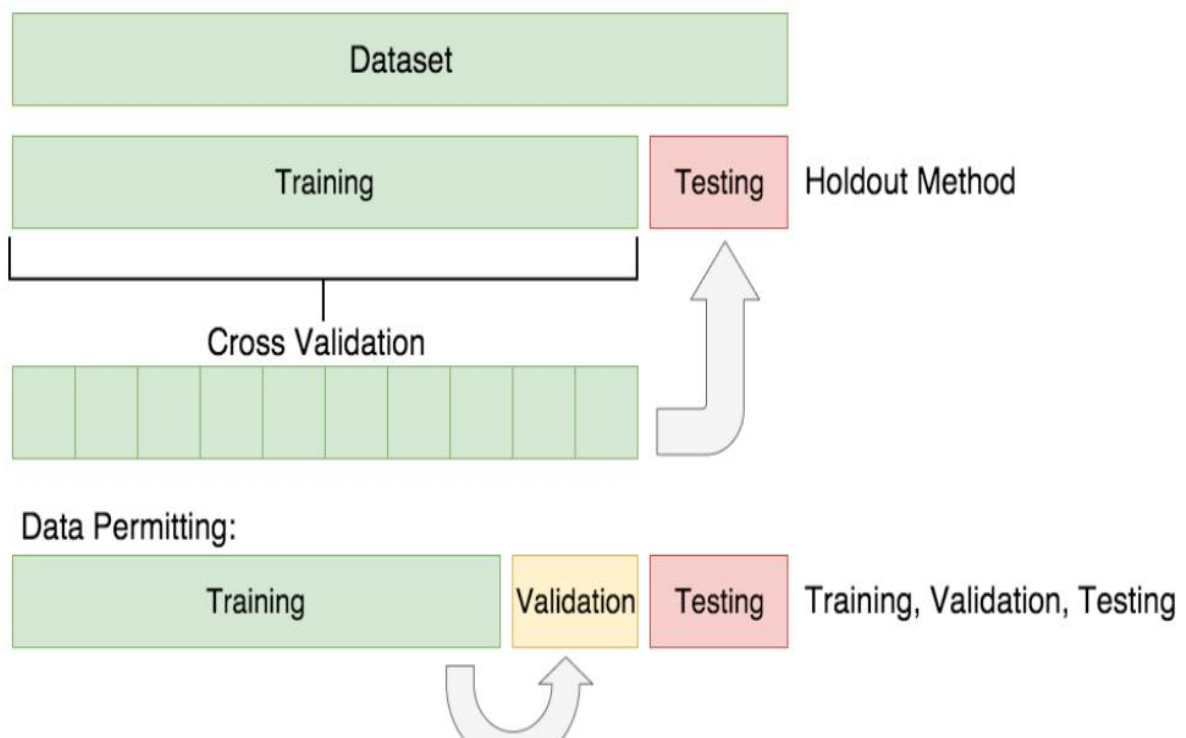 Dataset
Training Testing Holdout Method
Cross Validation
Data Permitting:
Training Validation Testing Training, Validation, Testing